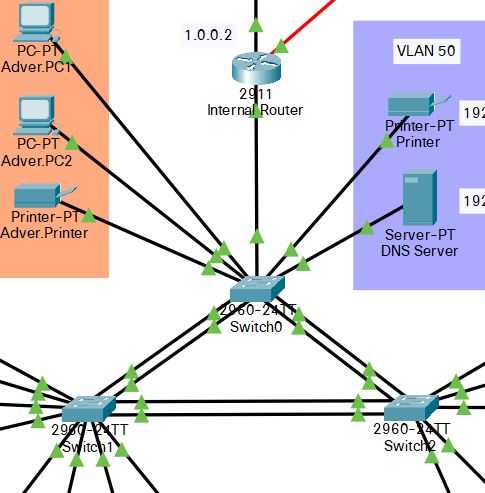 PC-PT
Adver.PC1
PC-PT
Adver.PC2
Printer-PT
Adver.Printer
1.0.0.2
2911
Internal Router
VLAN 50
Printer-PT
Printer
192
Server-PT
DNS Server
192
2960-24TT
Switch0
2960-24TT
Switch1
2960-24TT
Switch2